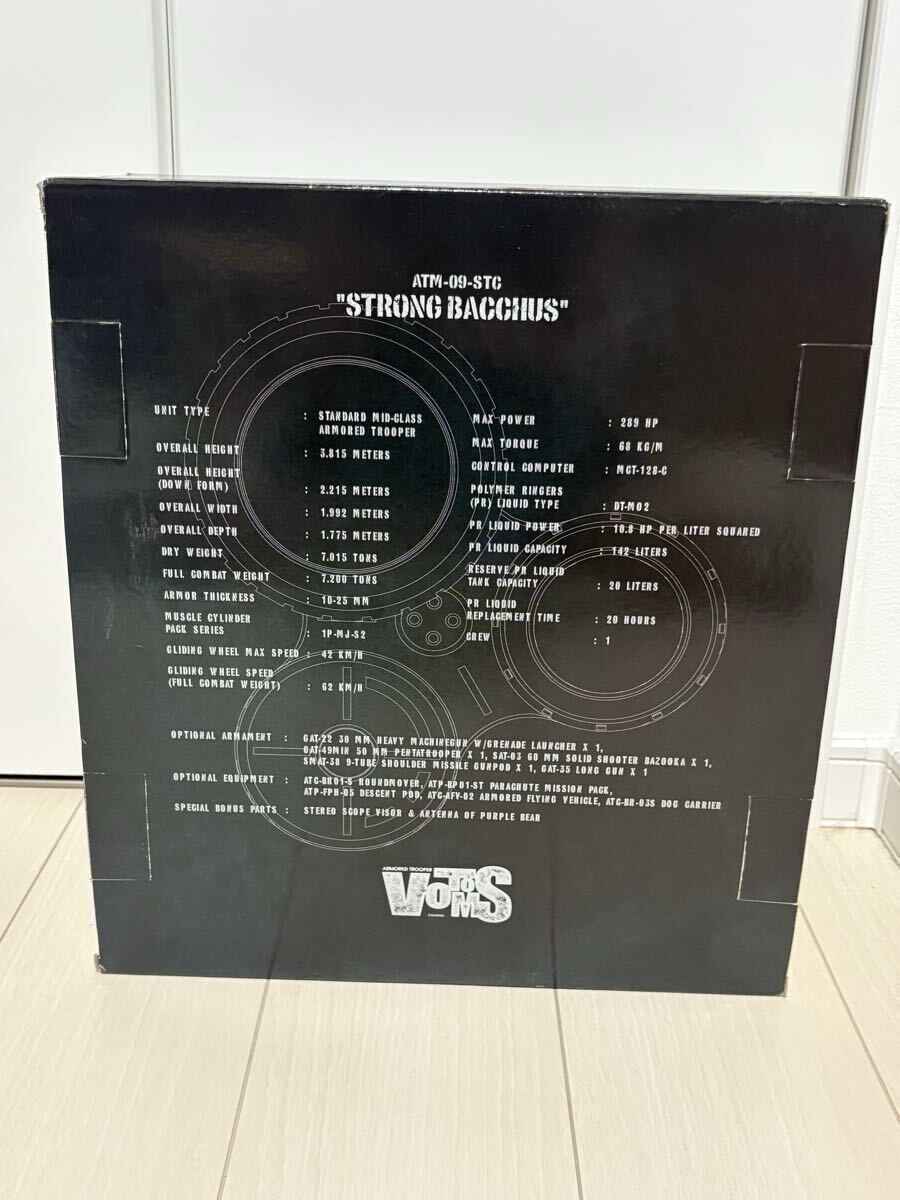 ATM-09-STC
"STRONG BACCHUS"
UNIT TYPE : STANDARD MID-CLASS
ARMORED TROOPER
OVERALL HEIGHT : 3.815 METERS
OVERALL HEIGHT
(DOWN FORM) : 2.215 METERS
OVERALL WIDTH : 1.992 METERS
OVERALL DEPTH : 1.775 METERS
DRY WEIGHT : 7.015 TONS
FULL COMBAT WEIGHT : 7.200 TONS
ARMOR THICKNESS : 10-25 MM
MUSCLE CYLINDER
PACK SERIES : 1P-MJ-S2
GLIDING WHEEL MAX SPEED : 42 KM/H
GLIDING WHEEL SPEED
(FULL COMBAT WEIGHT) : 62 KM/H
MAX POWER : 289 HP
MAX TORQUE : 68 KG/M
CONTROL COMPUTER : MCT-128-C
POLYMER RINGERS
(PR) LIQUID TYPE : DT-MO2
PR LIQUID POWER : 10.8 HP PER LITER SQUARED
PR LIQUID CAPACITY : 142 LITERS
RESERVE PR LIQUID
TANK CAPACITY : 20 LITERS
PR LIQUID
REPLACEMENT TIME : 20 HOURS
CREW : 1
OPTIONAL ARMAMENT : GAT-22 30 MM HEAVY MACHINEGUN W/GRENADE LAUNCHER X 1,
GAT-49MIN 50 MM PENTATROOPER X 1, SAT-03 60 MM SOLID SHOOTER BAZOOKA X 1,
SMAT-38 9-TUBE SHOULDER MISSILE GUNPOD X 1, GAT-35 LONG GUN X 1
OPTIONAL EQUIPMENT : ATC-BR01-S ROUNDMOVER, ATP-BP01-ST PARACHUTE MISSION PACK,
ATP-FPH-05 DESCENT POD, ATC-AFV-02 ARMORED FLYING VEHICLE, ATC-BR-03S DOG CARRIER
SPECIAL BONUS PARTS : STEREO SCOPE VISOR & ANTENNA OF PURPLE BEAR
ARMORED TROOPER
VOTOMS